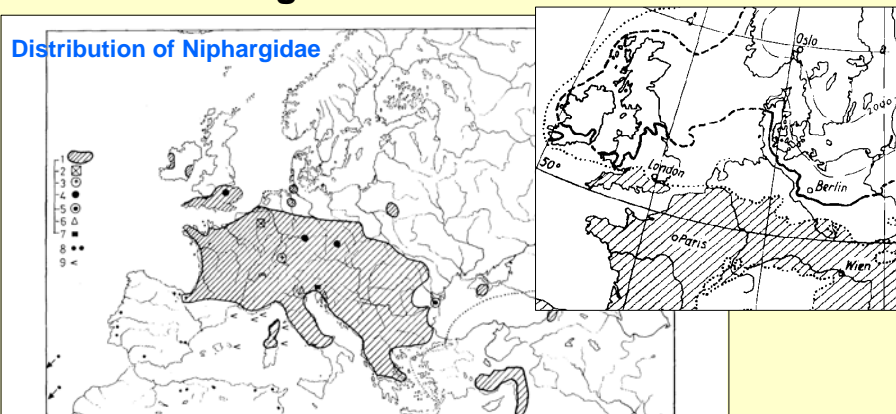 Distribution of Niphargidae
1
2
3
4
5
6
7
8
9 <
Oslo
50°
London
Berlin
Paris
Wien